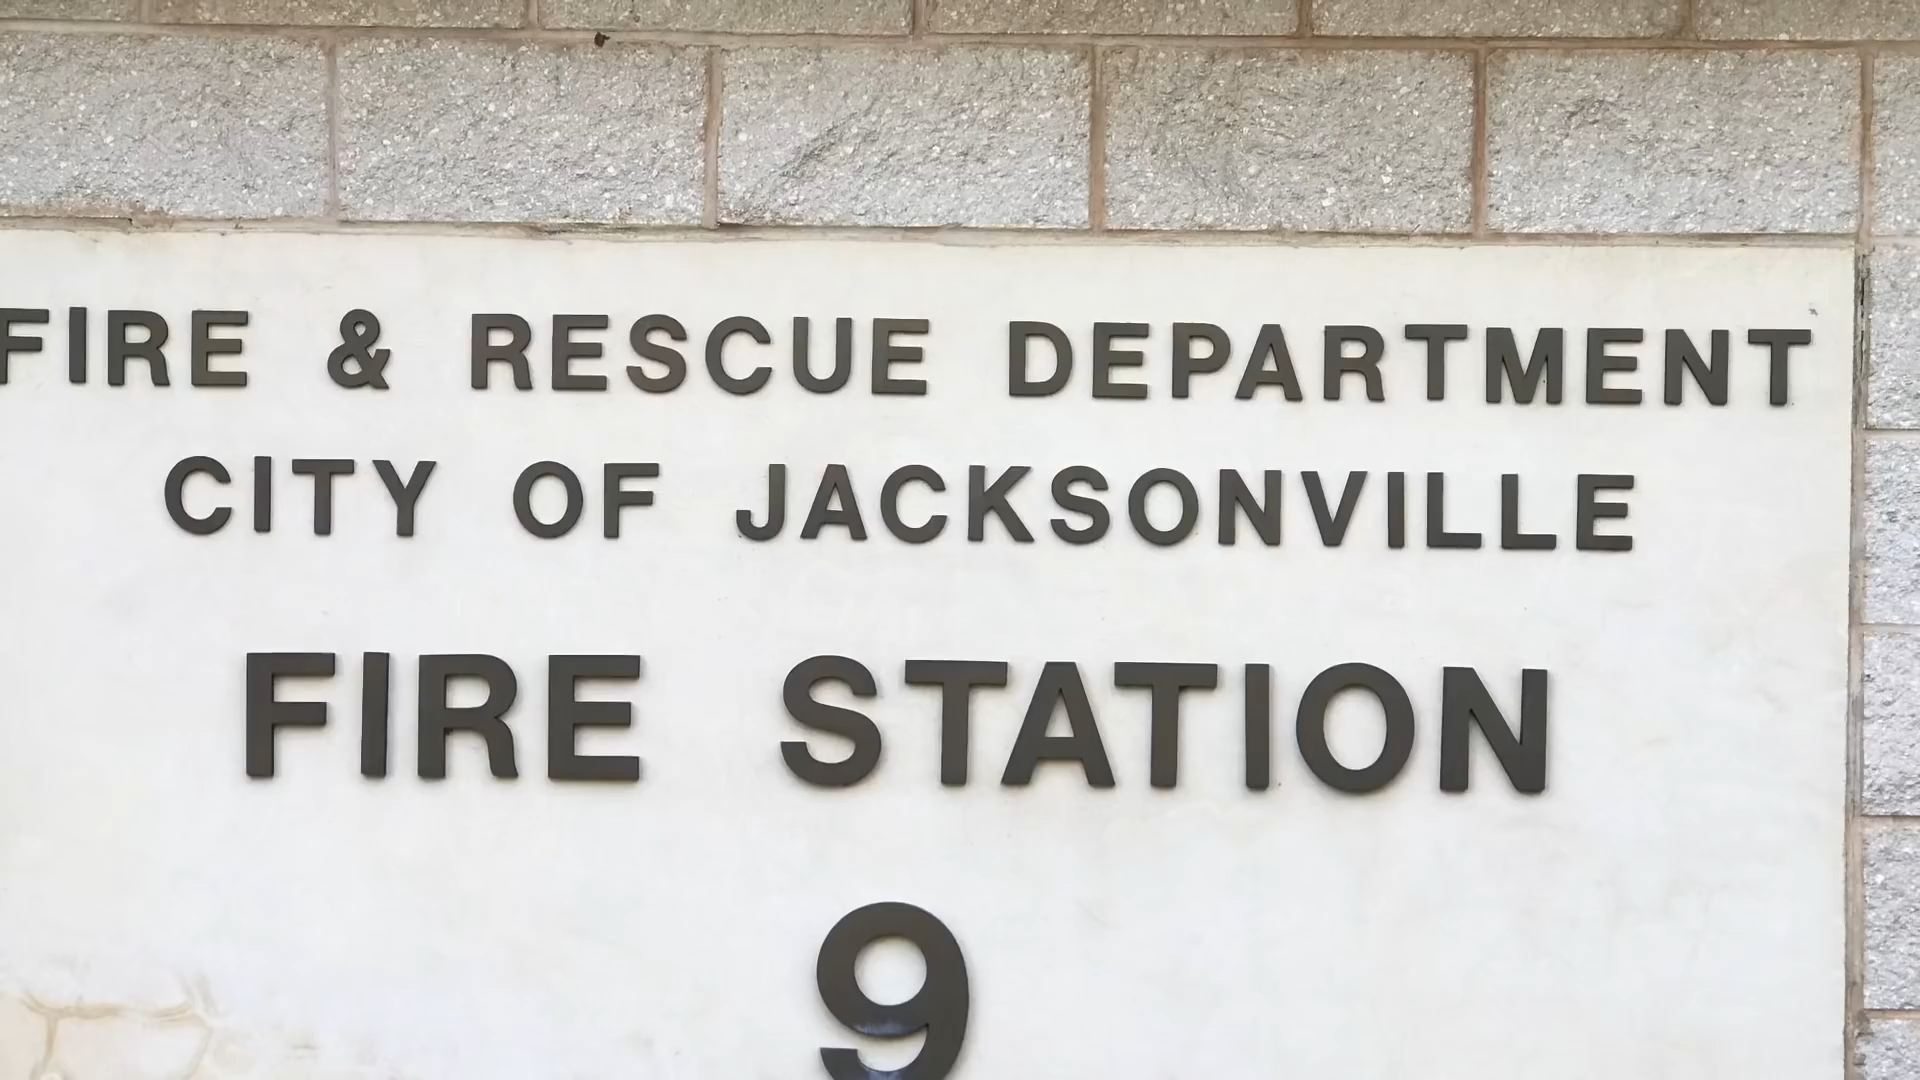 FIRE & RESCUE DEPARTMENT
CITY OF JACKSONVILLE
FIRE STATION
9